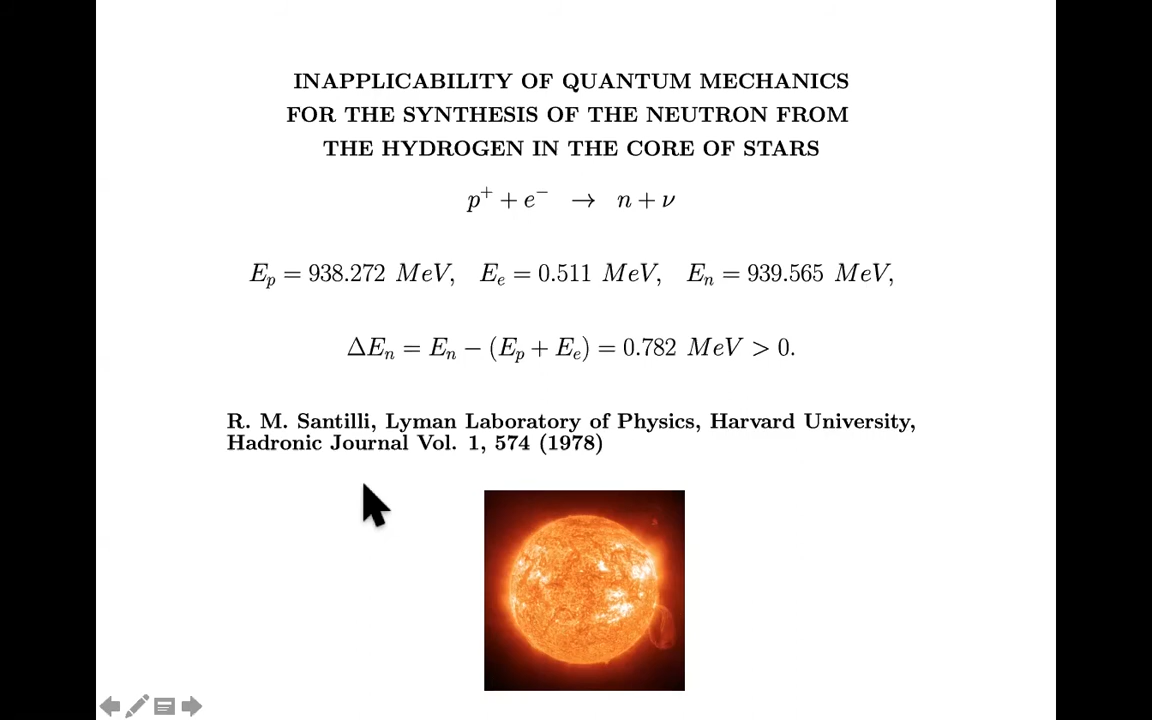 INAPPLICABILITY OF QUANTUM MECHANICS
FOR THE SYNTHESIS OF THE NEUTRON FROM
THE HYDROGEN IN THE CORE OF STARS
p⁺ + e⁻ → n + ν
Eₚ = 938.272 MeV, Eₑ = 0.511 MeV, Eₙ = 939.565 MeV,
ΔEₙ = Eₙ − (Eₚ + Eₑ) = 0.782 MeV > 0.
R. M. Santilli, Lyman Laboratory of Physics, Harvard University,
Hadronic Journal Vol. 1, 574 (1978)